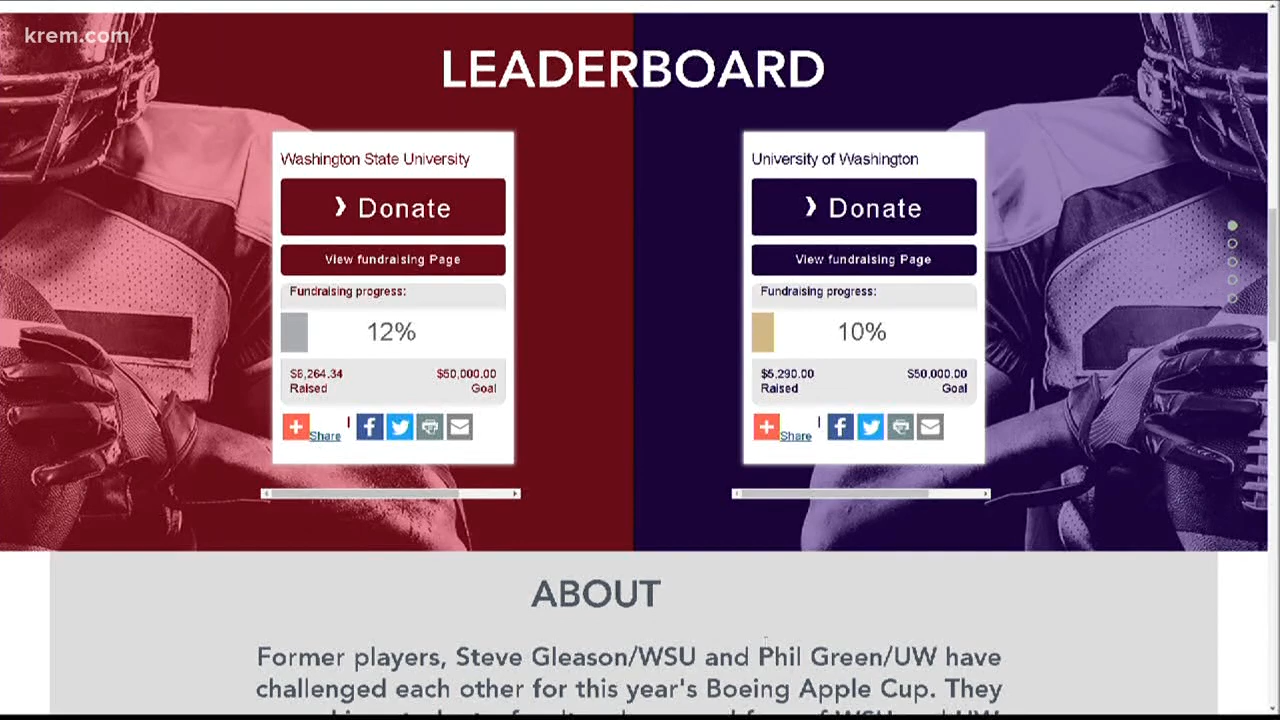 krem.com
LEADERBOARD
Washington State University
❯ Donate
View fundraising Page
Fundraising progress:
12%
$6,264.34 $50,000.00
Raised Goal
Share
University of Washington
❯ Donate
View fundraising Page
Fundraising progress:
10%
$5,290.00 $50,000.00
Raised Goal
Share
ABOUT
Former players, Steve Gleason/WSU and Phil Green/UW have
challenged each other for this year's Boeing Apple Cup. They